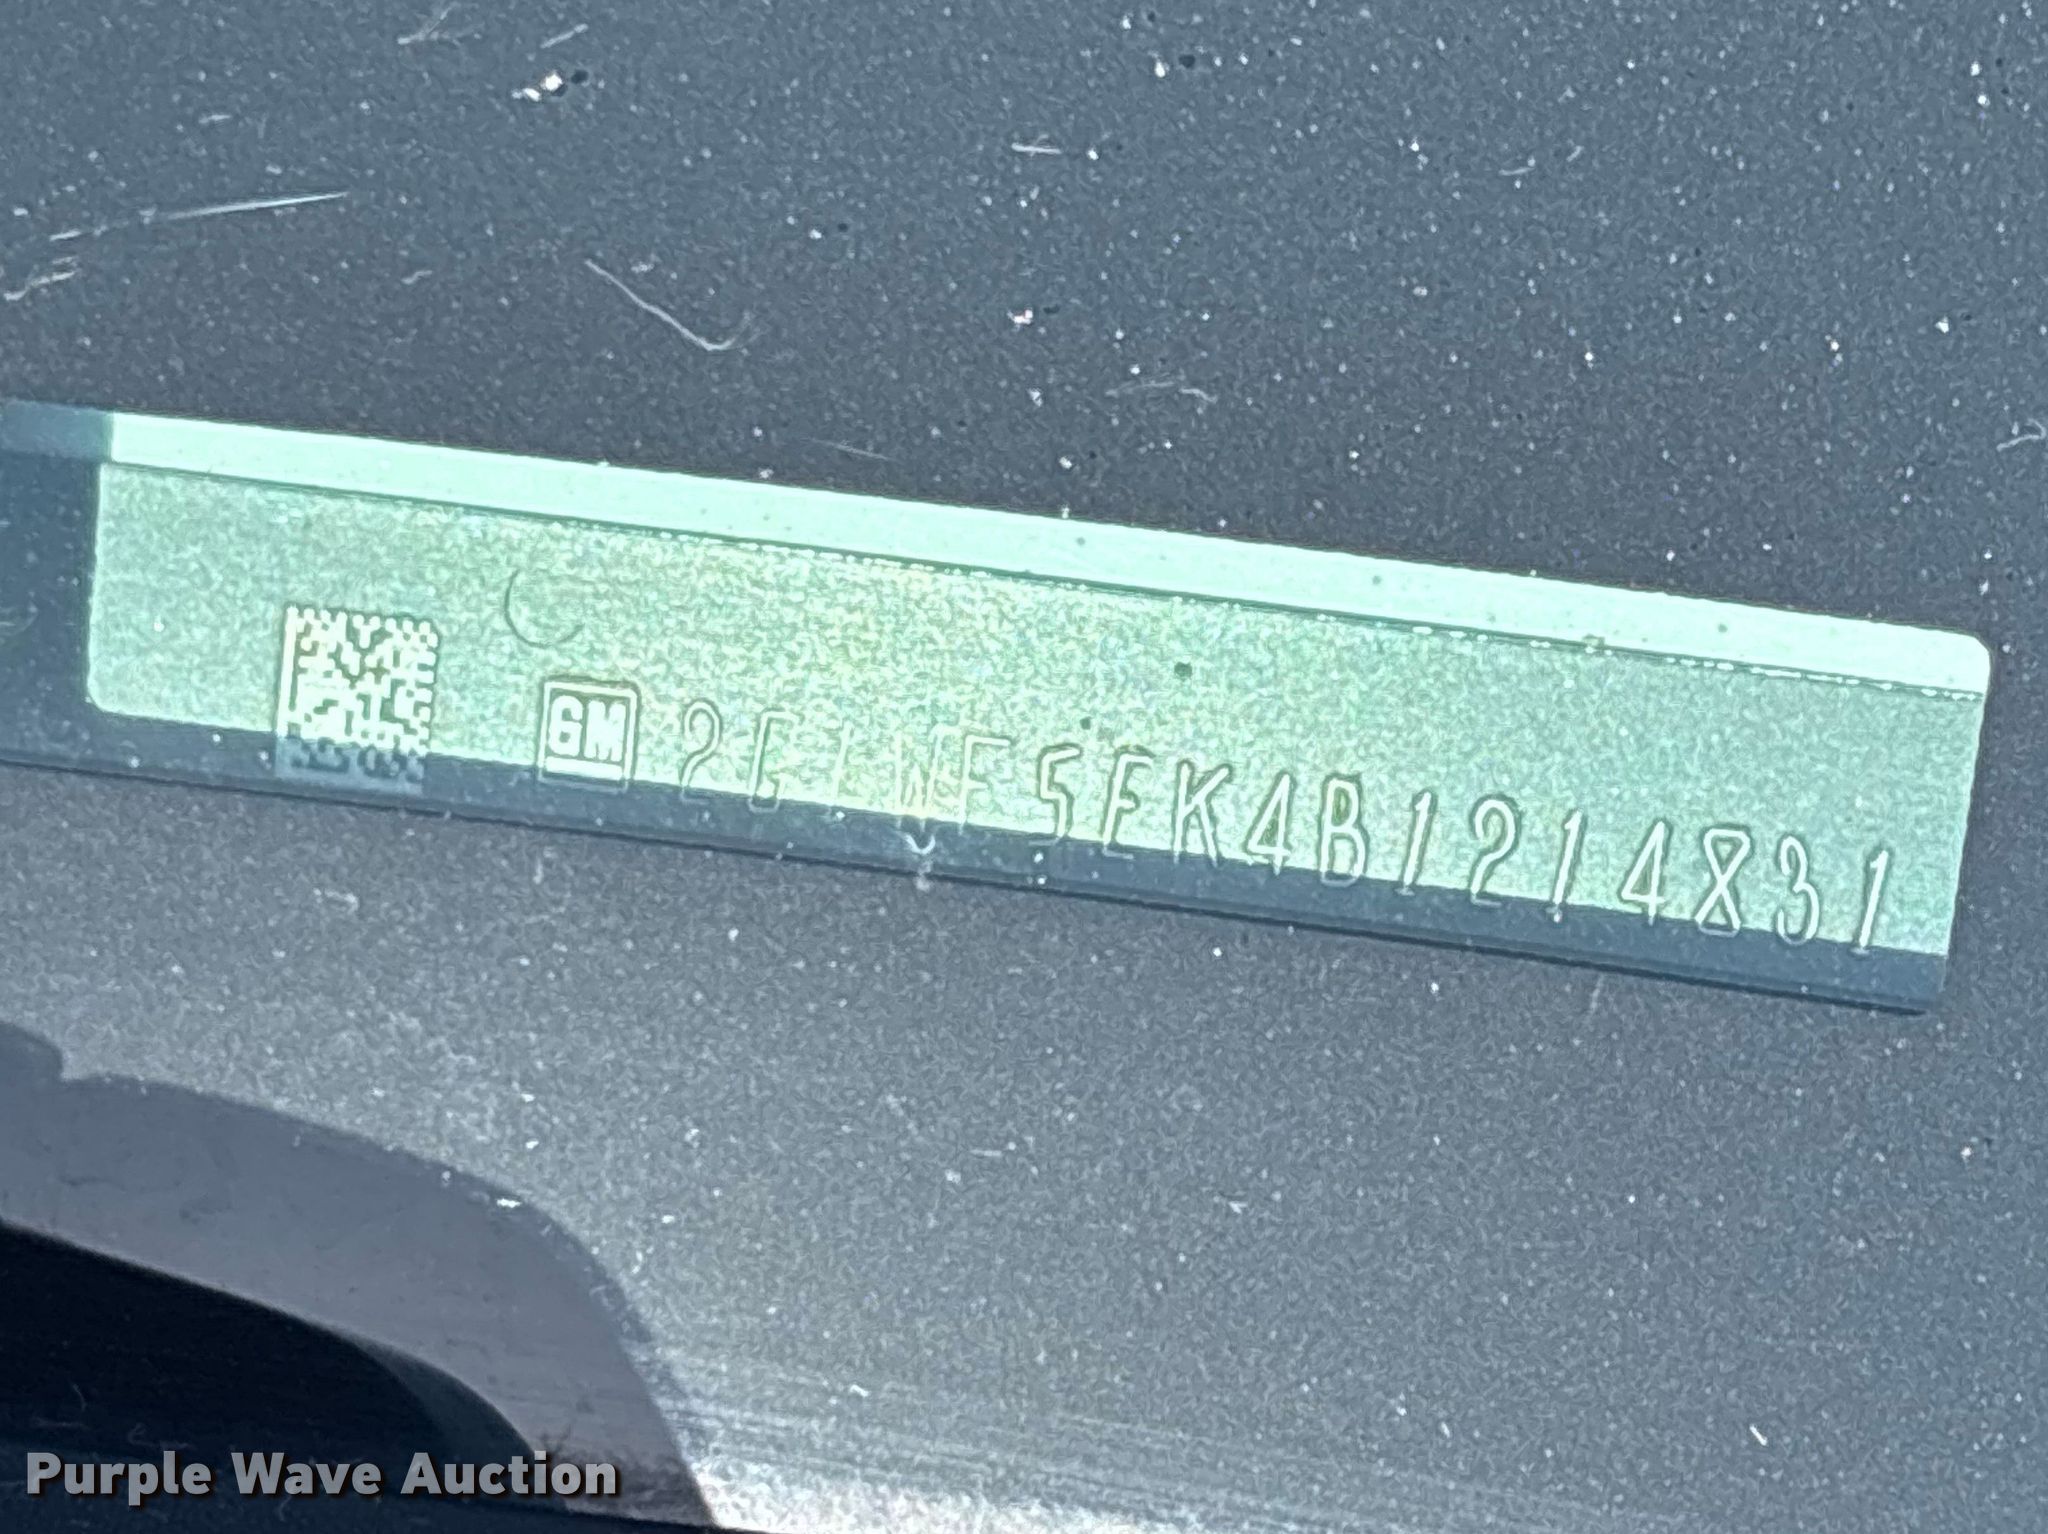 GM 2G1WF5EK4B1214831
Purple Wave Auction